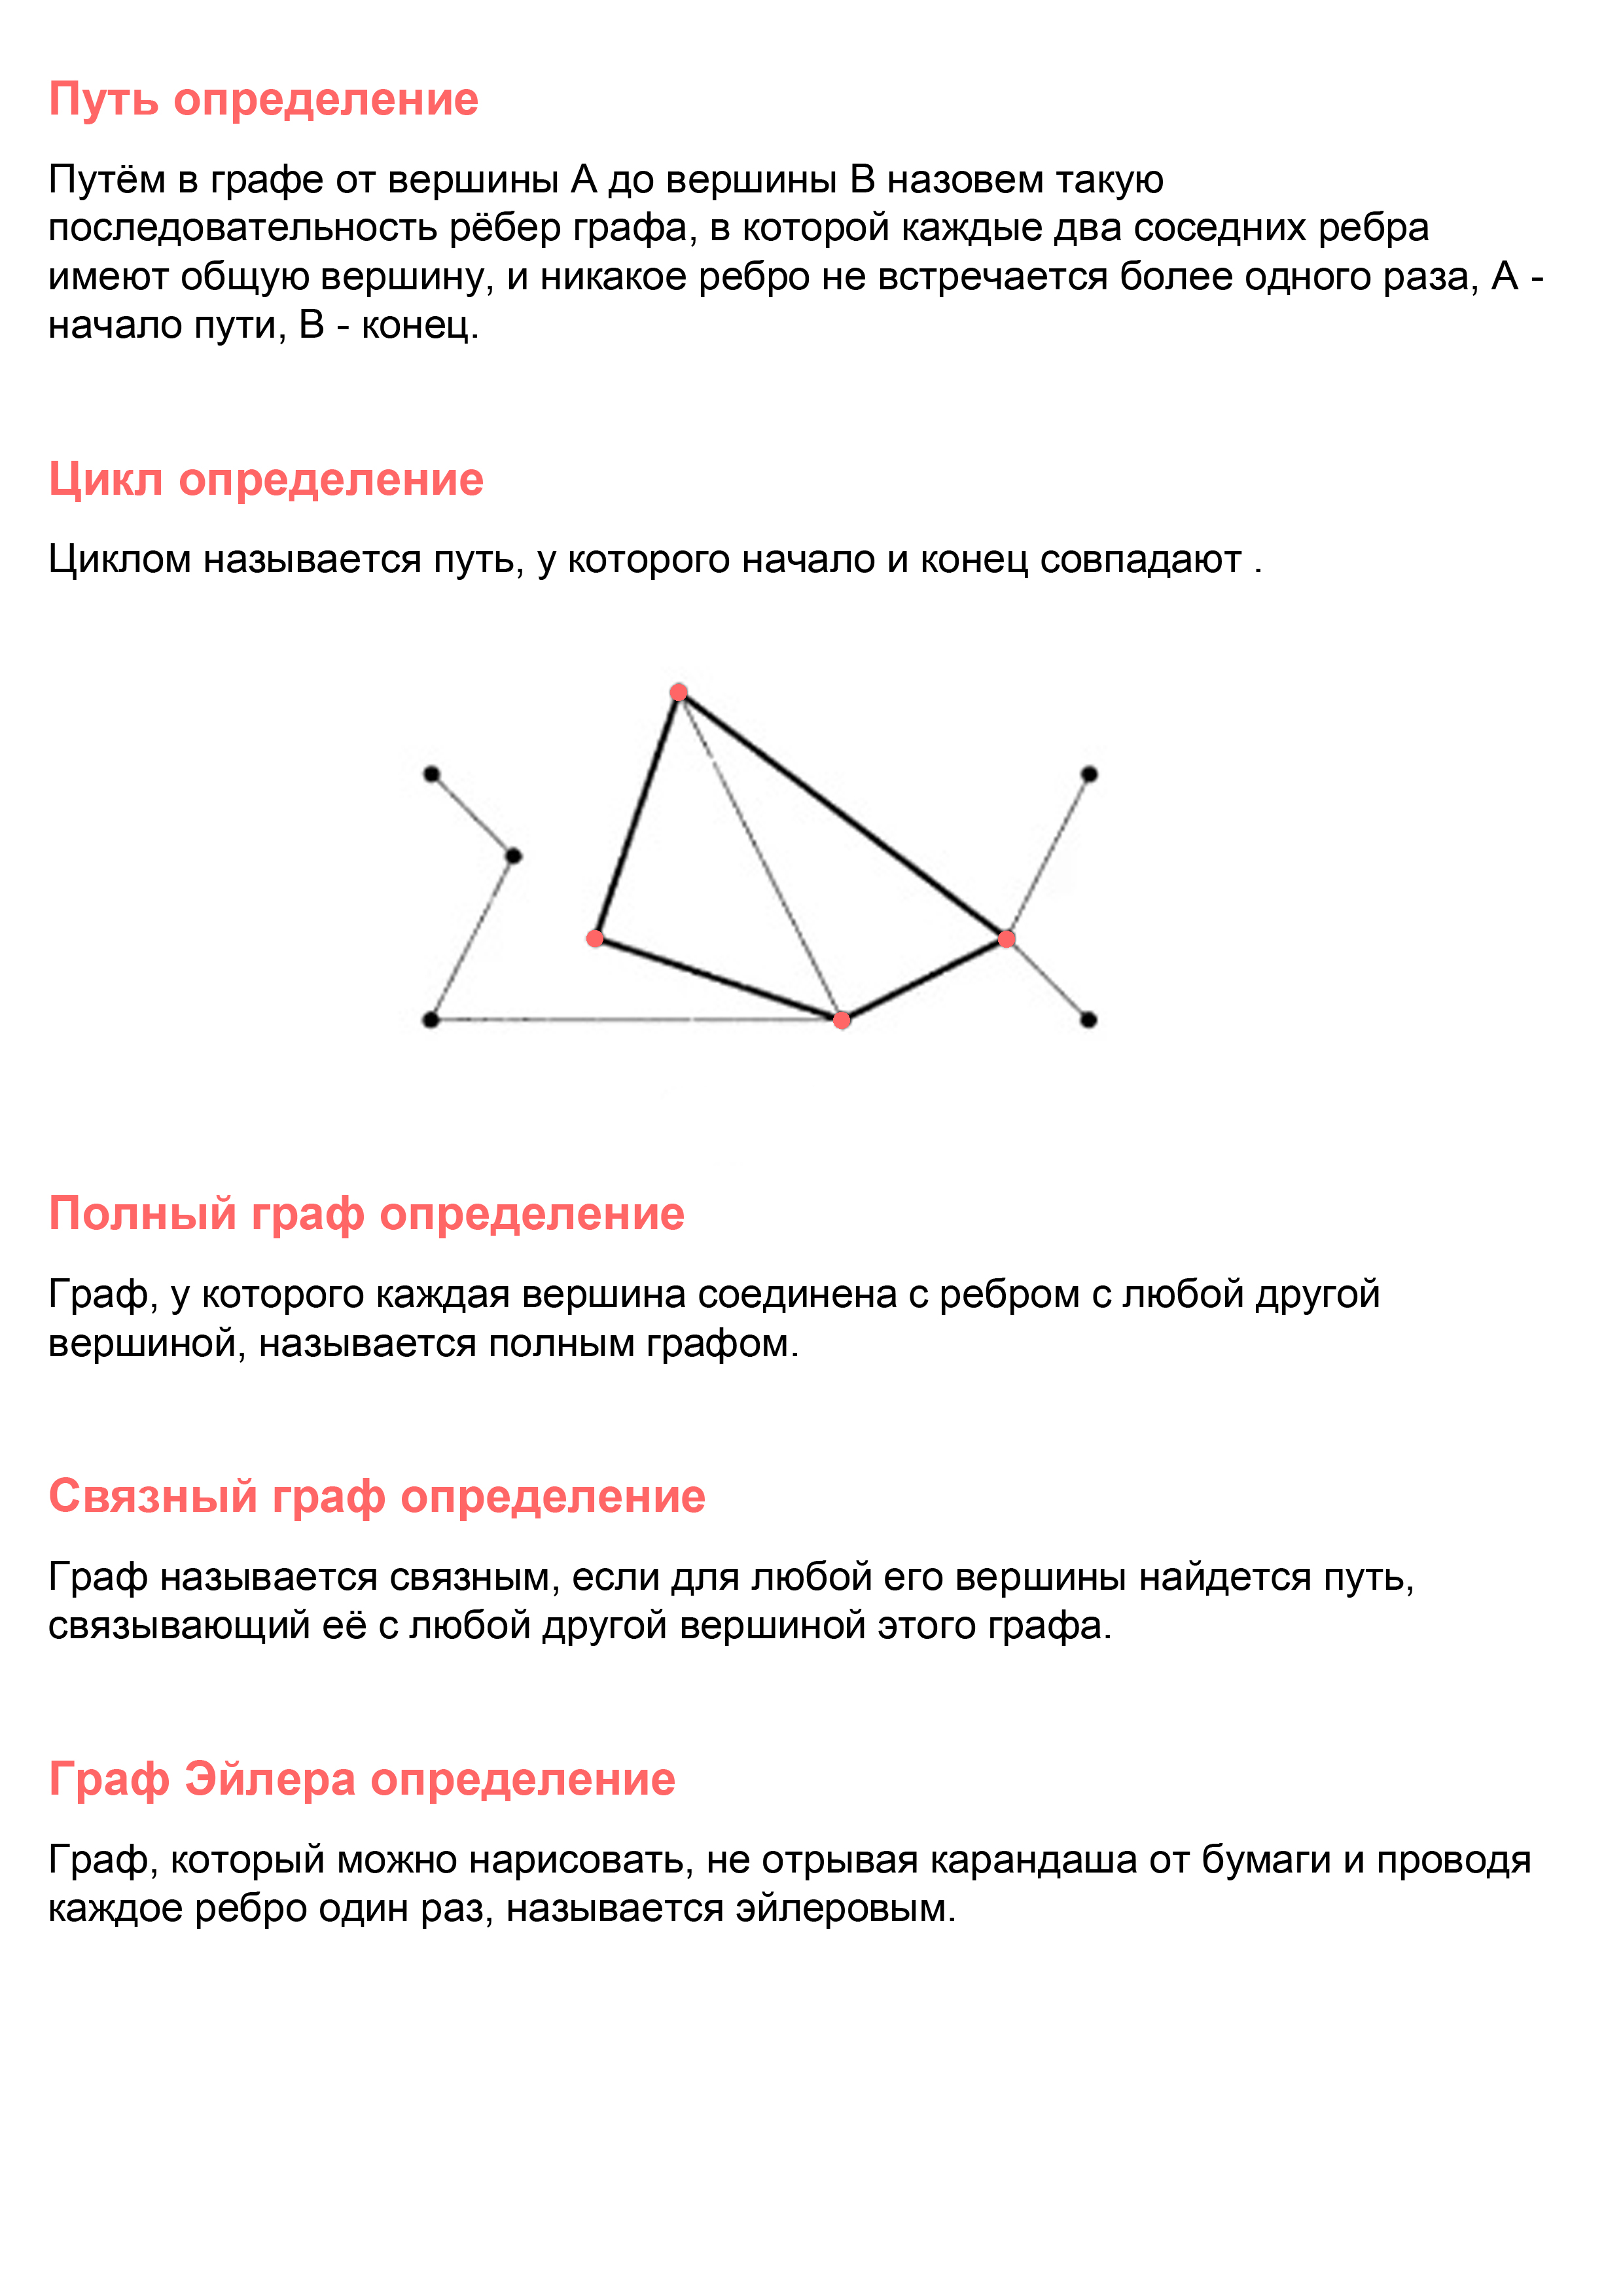 Путь определение
Путём в графе от вершины А до вершины В назовем такую
последовательность рёбер графа, в которой каждые два соседних ребра
имеют общую вершину, и никакое ребро не встречается более одного раза, А -
начало пути, В - конец.
Цикл определение
Циклом называется путь, у которого начало и конец совпадают .
Полный граф определение
Граф, у которого каждая вершина соединена с ребром с любой другой
вершиной, называется полным графом.
Связный граф определение
Граф называется связным, если для любой его вершины найдется путь,
связывающий её с любой другой вершиной этого графа.
Граф Эйлера определение
Граф, который можно нарисовать, не отрывая карандаша от бумаги и проводя
каждое ребро один раз, называется эйлеровым.